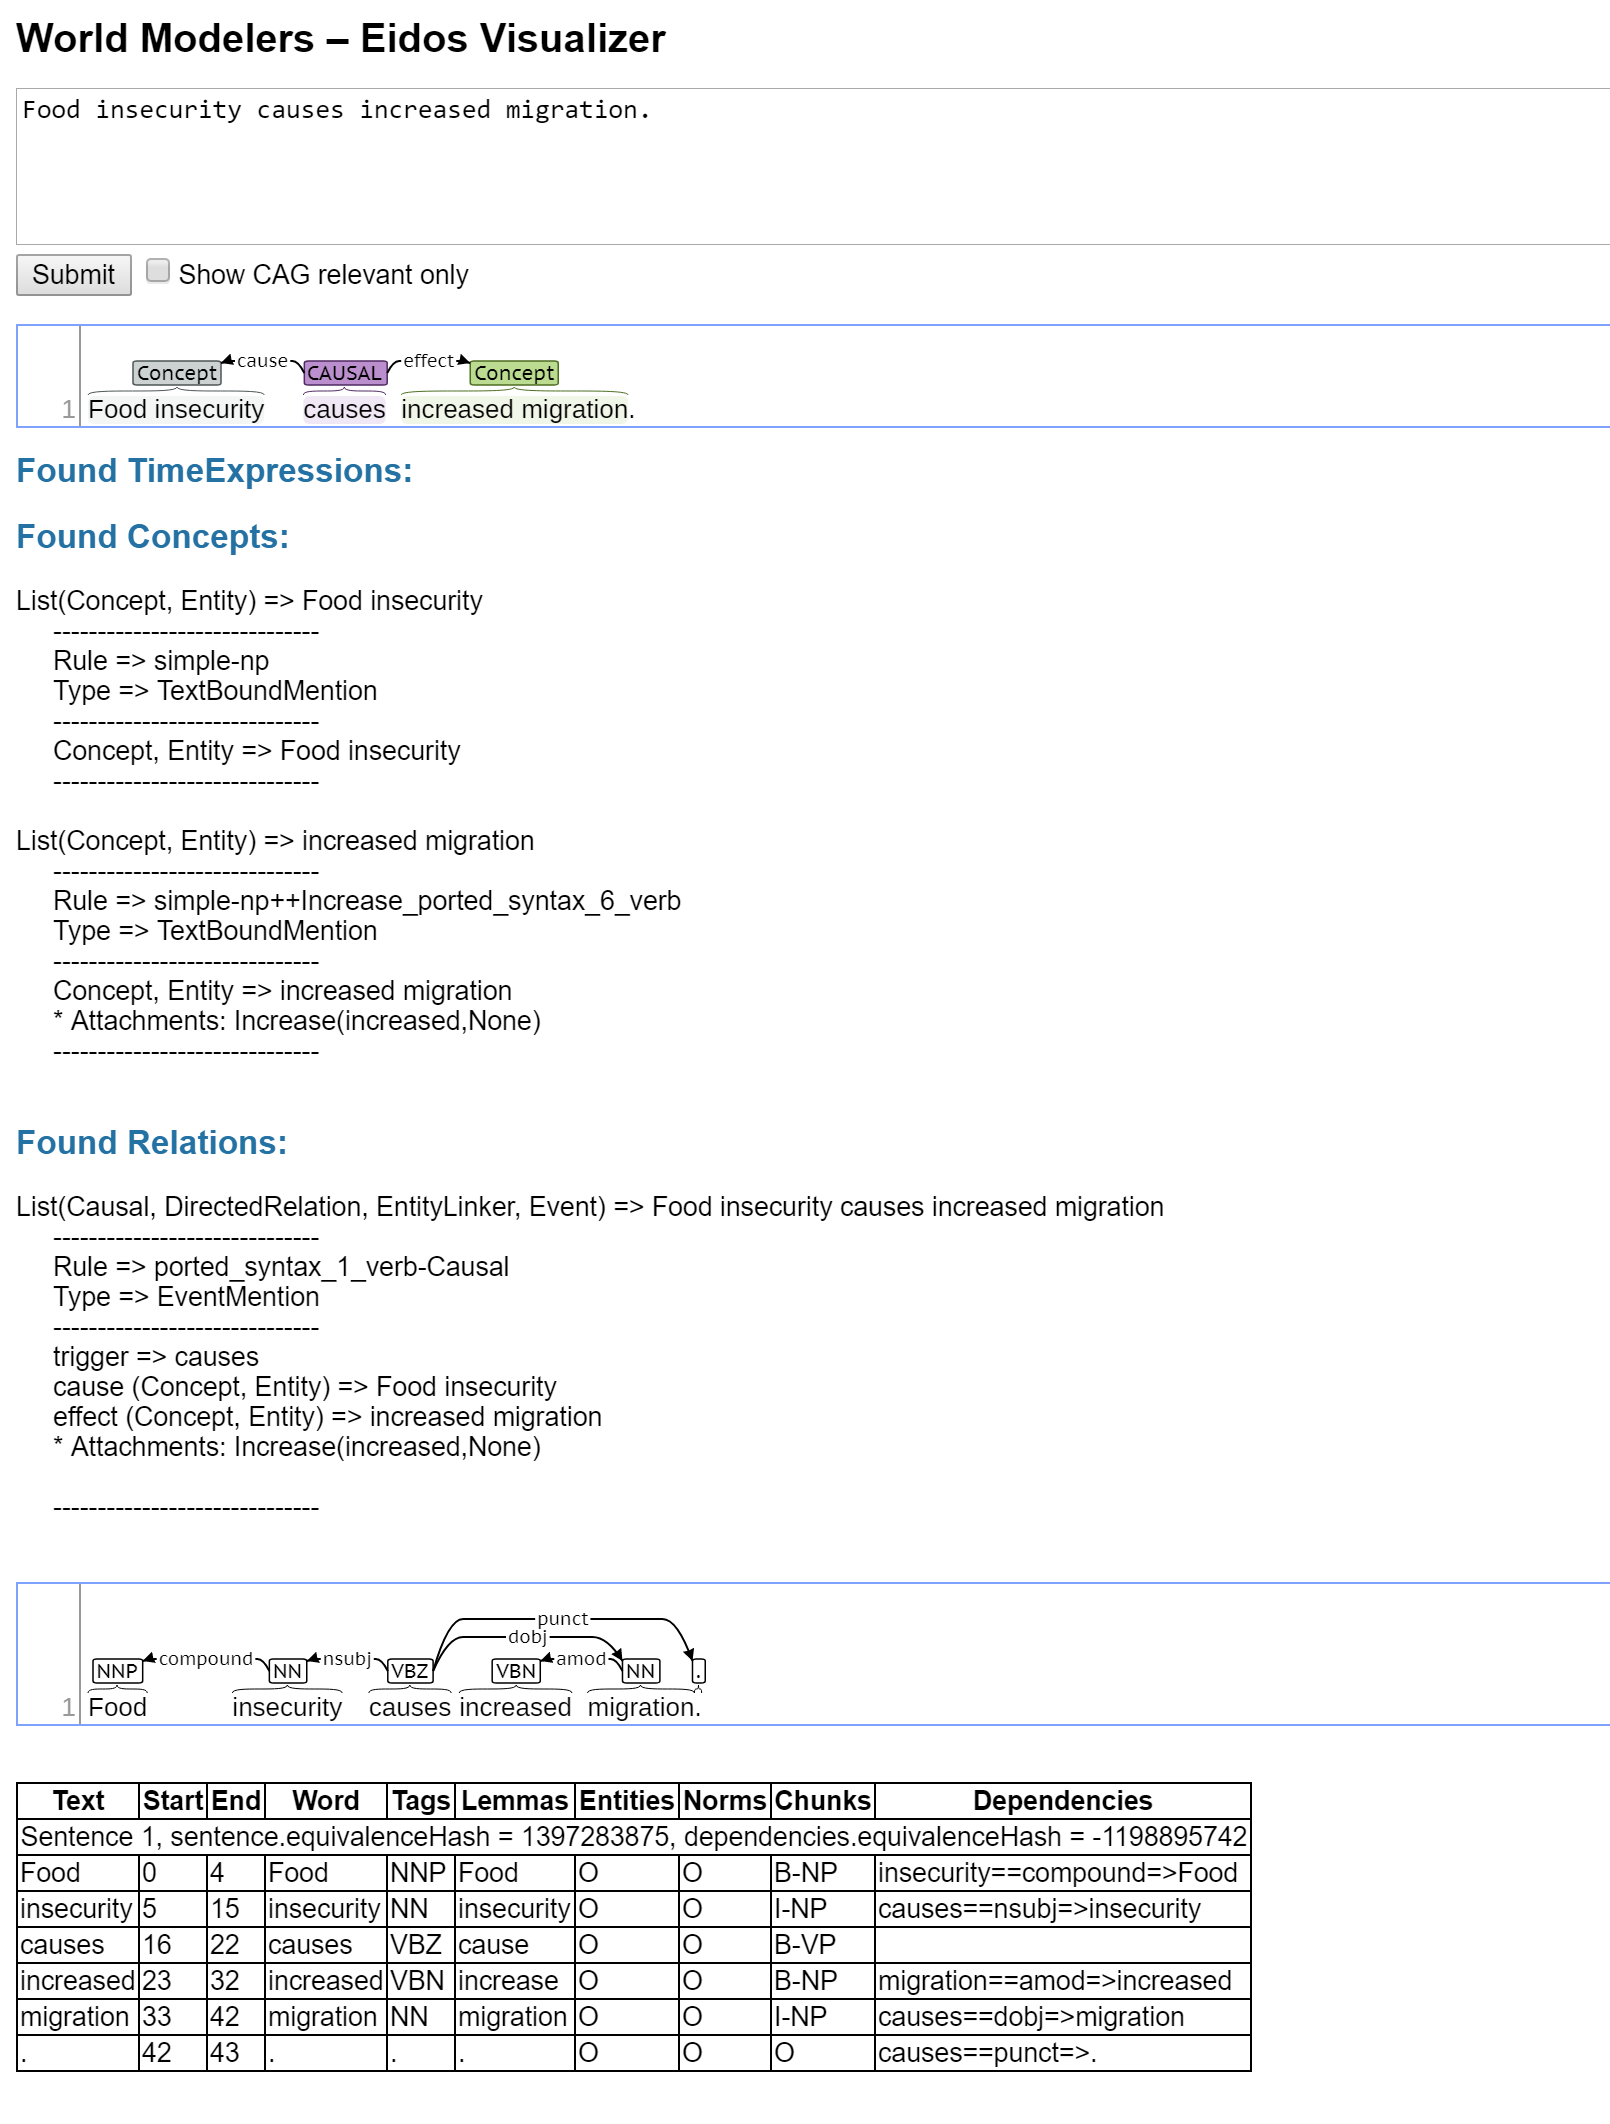 World Modelers – Eidos Visualizer
Food insecurity causes increased migration.
Submit Show CAG relevant only
cause effect
Concept CAUSAL Concept
1 Food insecurity causes increased migration.
Found TimeExpressions:
Found Concepts:
List(Concept, Entity) => Food insecurity
------------------------------
Rule => simple-np
Type => TextBoundMention
------------------------------
Concept, Entity => Food insecurity
------------------------------
List(Concept, Entity) => increased migration
------------------------------
Rule => simple-np++Increase_ported_syntax_6_verb
Type => TextBoundMention
------------------------------
Concept, Entity => increased migration
* Attachments: Increase(increased,None)
------------------------------
Found Relations:
List(Causal, DirectedRelation, EntityLinker, Event) => Food insecurity causes increased migration
------------------------------
Rule => ported_syntax_1_verb-Causal
Type => EventMention
------------------------------
trigger => causes
cause (Concept, Entity) => Food insecurity
effect (Concept, Entity) => increased migration
* Attachments: Increase(increased,None)
------------------------------
punct
dobj
compound nsubj amod
NNP NN VBZ VBN NN .
1 Food insecurity causes increased migration.
Text Start End Word Tags Lemmas Entities Norms Chunks Dependencies
Sentence 1, sentence.equivalenceHash = 1397283875, dependencies.equivalenceHash = -1198895742
Food 0 4 Food NNP Food O O B-NP insecurity==compound=>Food
insecurity 5 15 insecurity NN insecurity O O I-NP causes==nsubj=>insecurity
causes 16 22 causes VBZ cause O O B-VP
increased 23 32 increased VBN increase O O B-NP migration==amod=>increased
migration 33 42 migration NN migration O O I-NP causes==dobj=>migration
. 42 43 . . . O O O causes==punct=>.